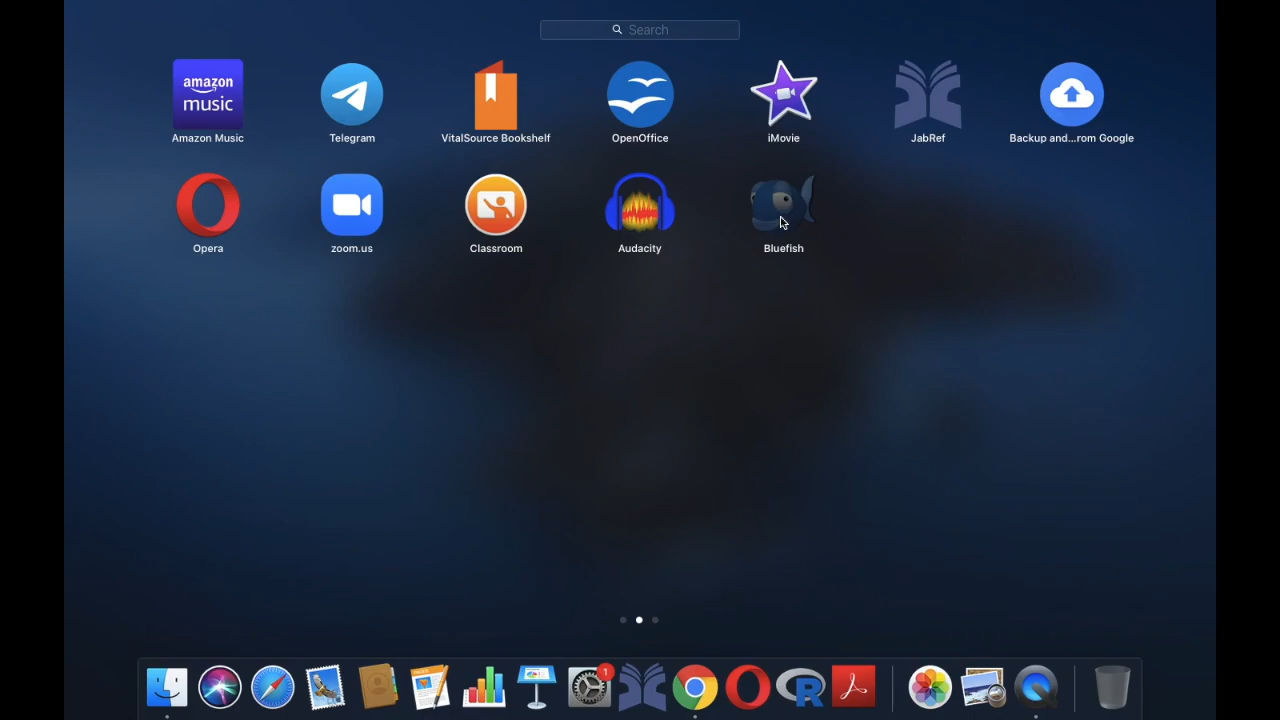 Search
amazon
music
Amazon Music
Telegram
VitalSource Bookshelf
OpenOffice
iMovie
JabRef
Backup and...rom Google
Opera
zoom.us
Classroom
Audacity
Bluefish
1
R